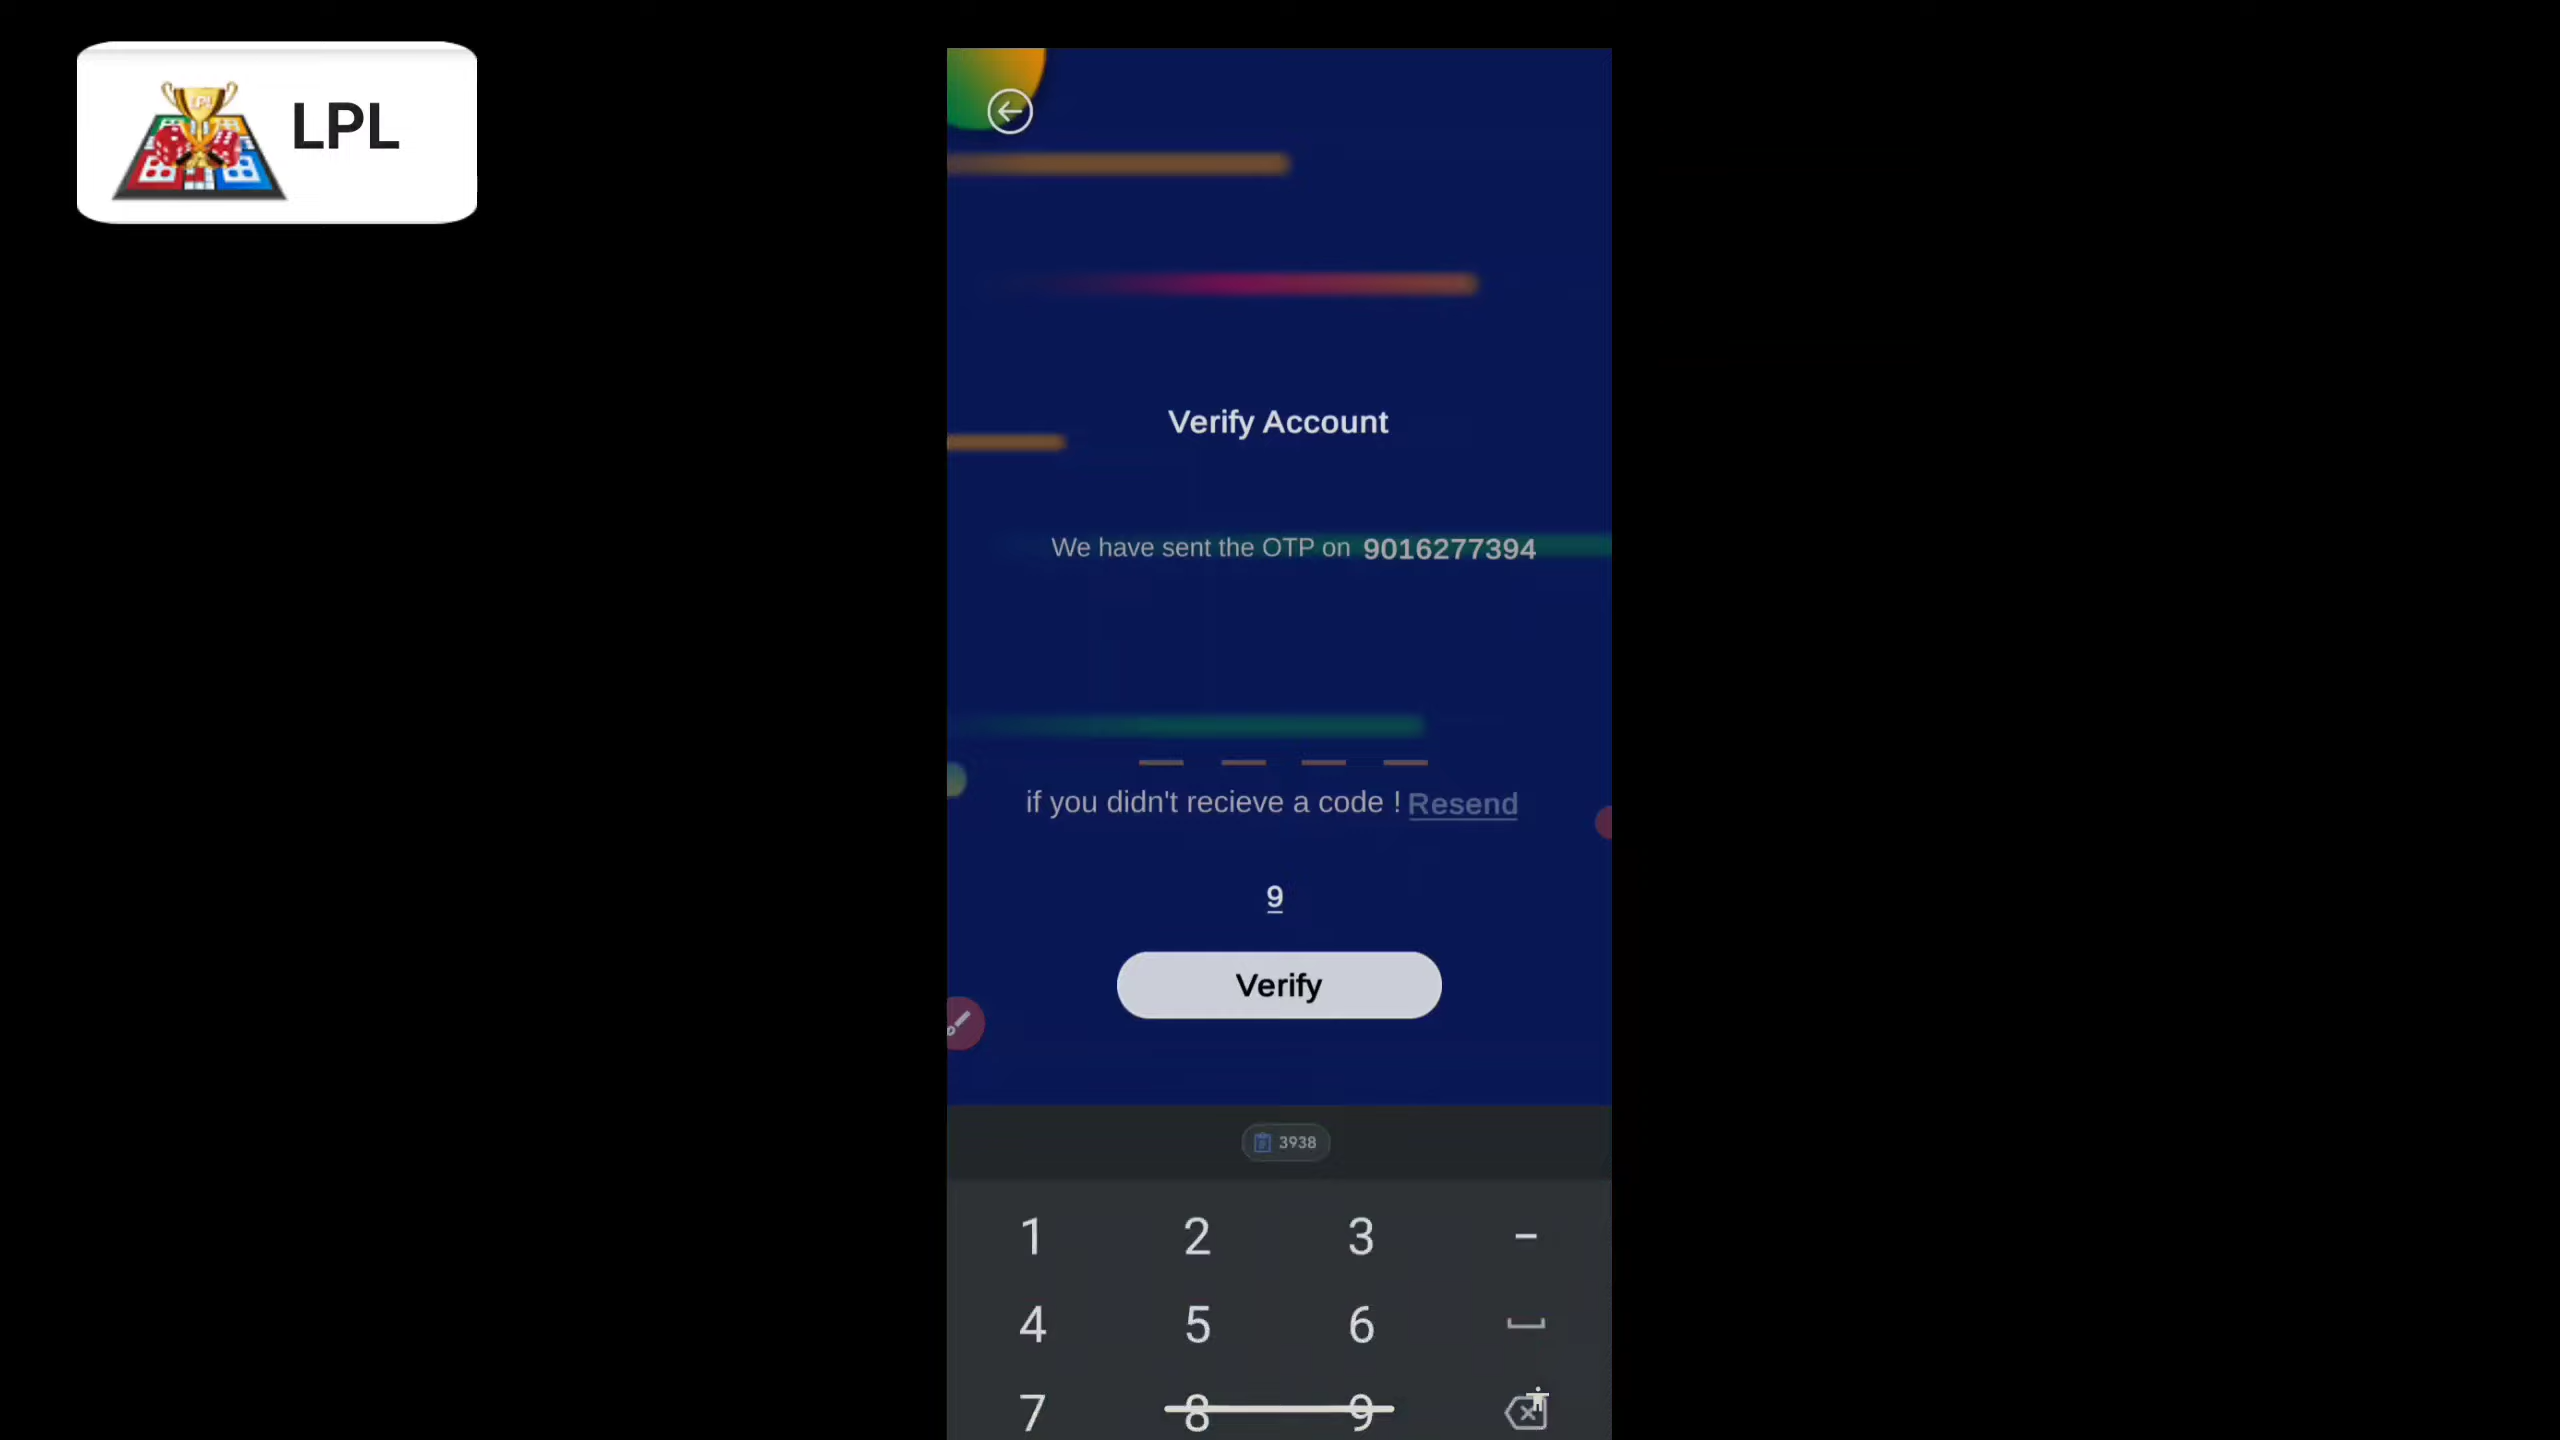 LPL
Verify Account
We have sent the OTP on 9016277394
if you didn't recieve a code ! Resend
9
Verify
3938
1 2 3 -
4 5 6
7 8 9